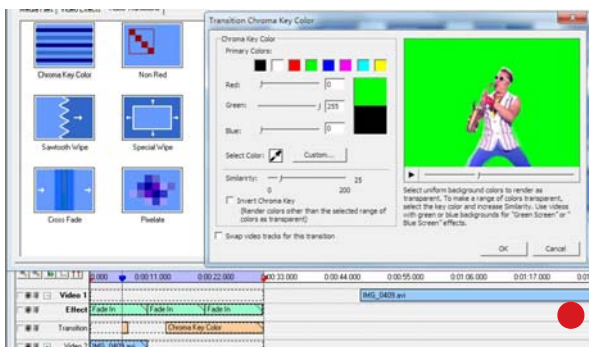 Transition Chroma Key Color
Chroma Key Color
Primary Colors:
Red: 0
Green: 255
Blue: 0
Select Color: Custom...
Similarity: 25
0 200
Invert Chroma Key
(Render colors other than the selected range of
colors as transparent)
Swap video tracks for this transition
Select uniform background colors to render as
transparent. To make a range of colors transparent,
select the key color and increase Similarity. Use videos
with green or blue backgrounds for "Green Screen" or "
Blue Screen" effects.
OK Cancel
Chroma Key Color Non Red
Sawtooth Wipe Special Wipe
Cross Fade Pixelate
0:00:11.000 0:00:22.000 0:00:33.000 0:00:44.000 0:00:55.000 0:01:06.000 0:01:17.000
Video 1 IMG_0409.avi
Effect Fade In Fade In Fade In
Transition Chroma Key Color
Video 2 IMG_0409.avi